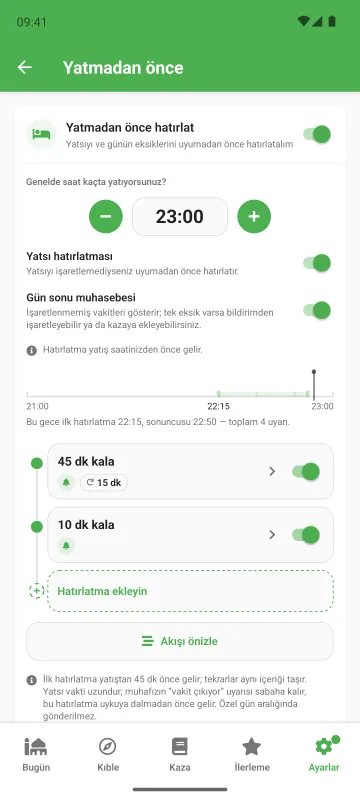 09:41
Yatmadan önce
Yatmadan önce hatırlat
Yatsıyı ve günün eksiklerini uyumadan önce hatırlatalım
Genelde saat kaçta yatıyorsunuz?
23:00
Yatsı hatırlatması
Yatsıyı işaretlemediyseniz uyumadan önce hatırlatır.
Gün sonu muhasebesi
İşaretlenmemiş vakitleri gösterir; tek eksik varsa bildirimden
işaretleyebilir ya da kazaya ekleyebilirsiniz.
Hatırlatma yatış saatinizden önce gelir.
21:00 22:15 23:00
Bu gece ilk hatırlatma 22:15, sonuncusu 22:50 — toplam 4 uyarı.
45 dk kala
15 dk
10 dk kala
Hatırlatma ekleyin
Akışı önizle
İlk hatırlatma yatıştan 45 dk önce gelir; tekrarlar aynı içeriği taşır.
Yatsı vakti uzundur; muhafızın “vakit çıkıyor” uyarısı sabaha kalır,
bu hatırlatma uykuya dalmadan önce gelir. Özel gün aralığında
gönderilmez.
Bugün Kıble Kaza İlerleme Ayarlar